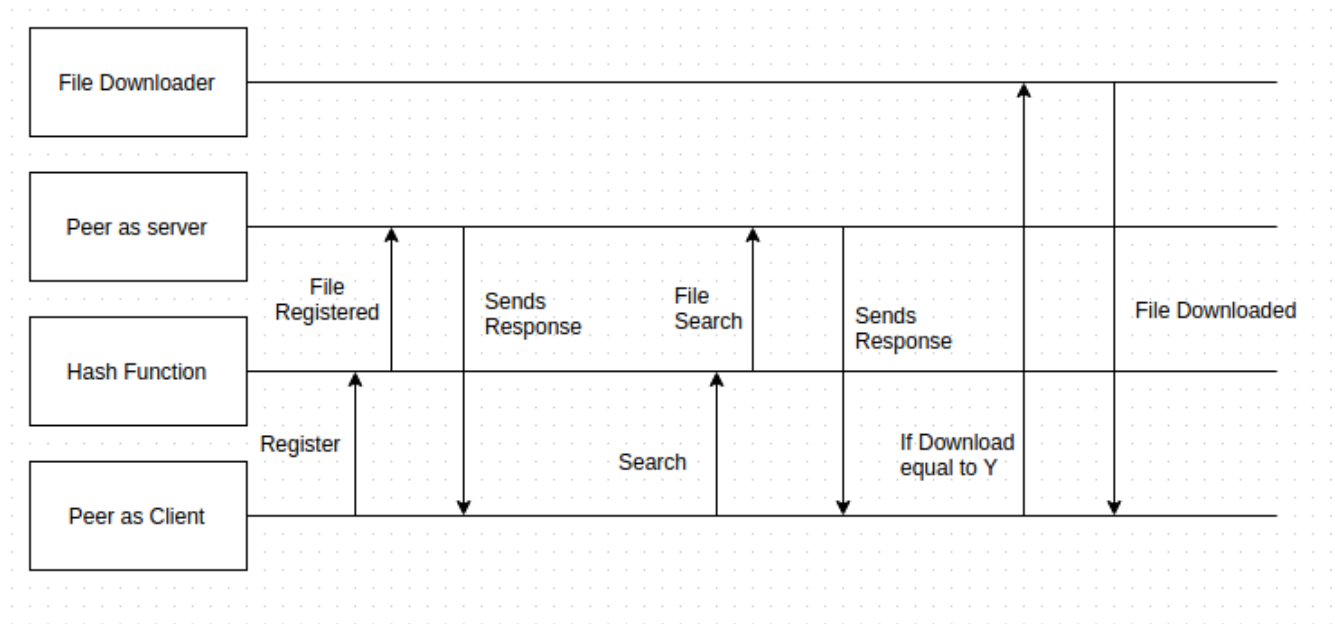 File Downloader
Peer as server
File
Registered
Sends
Response
File
Search
Sends
Response
File Downloaded
Hash Function
Register
Search
If Download
equal to Y
Peer as Client